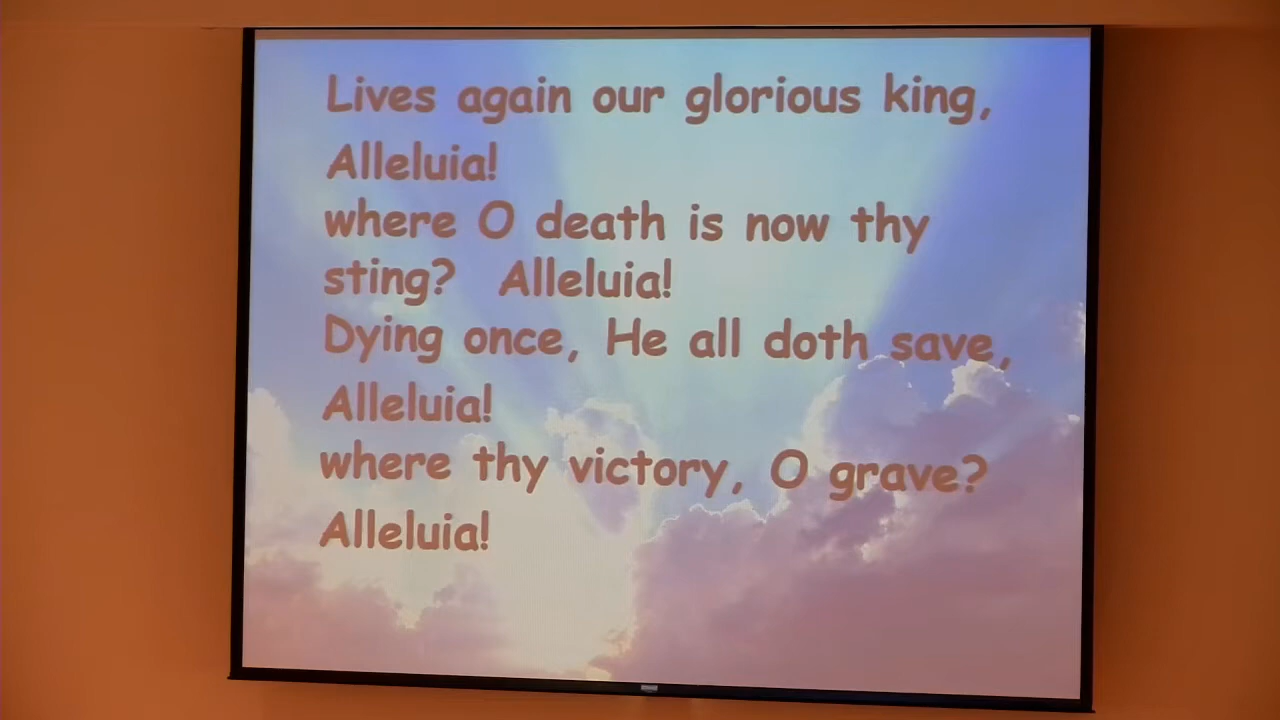 Lives again our glorious king,
Alleluia!
where O death is now thy
sting? Alleluia!
Dying once, He all doth save,
Alleluia!
where thy victory, O grave?
Alleluia!